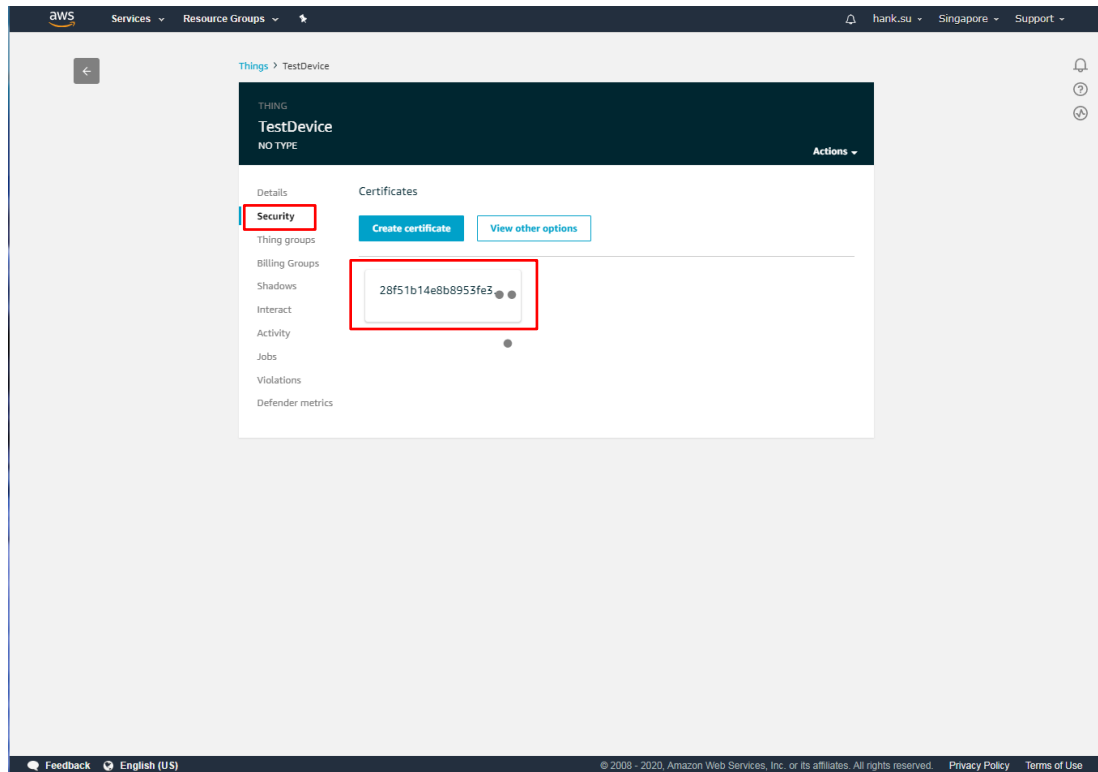 aws Services Resource Groups hank.su Singapore Support
Things > TestDevice
THING
TestDevice
NO TYPE
Actions
Details
Security
Thing groups
Billing Groups
Shadows
Interact
Activity
Jobs
Violations
Defender metrics
Certificates
Create certificate View other options
28f51b14e8b8953fe3
Feedback English (US) © 2008 - 2020, Amazon Web Services, Inc. or its affiliates. All rights reserved. Privacy Policy Terms of Use